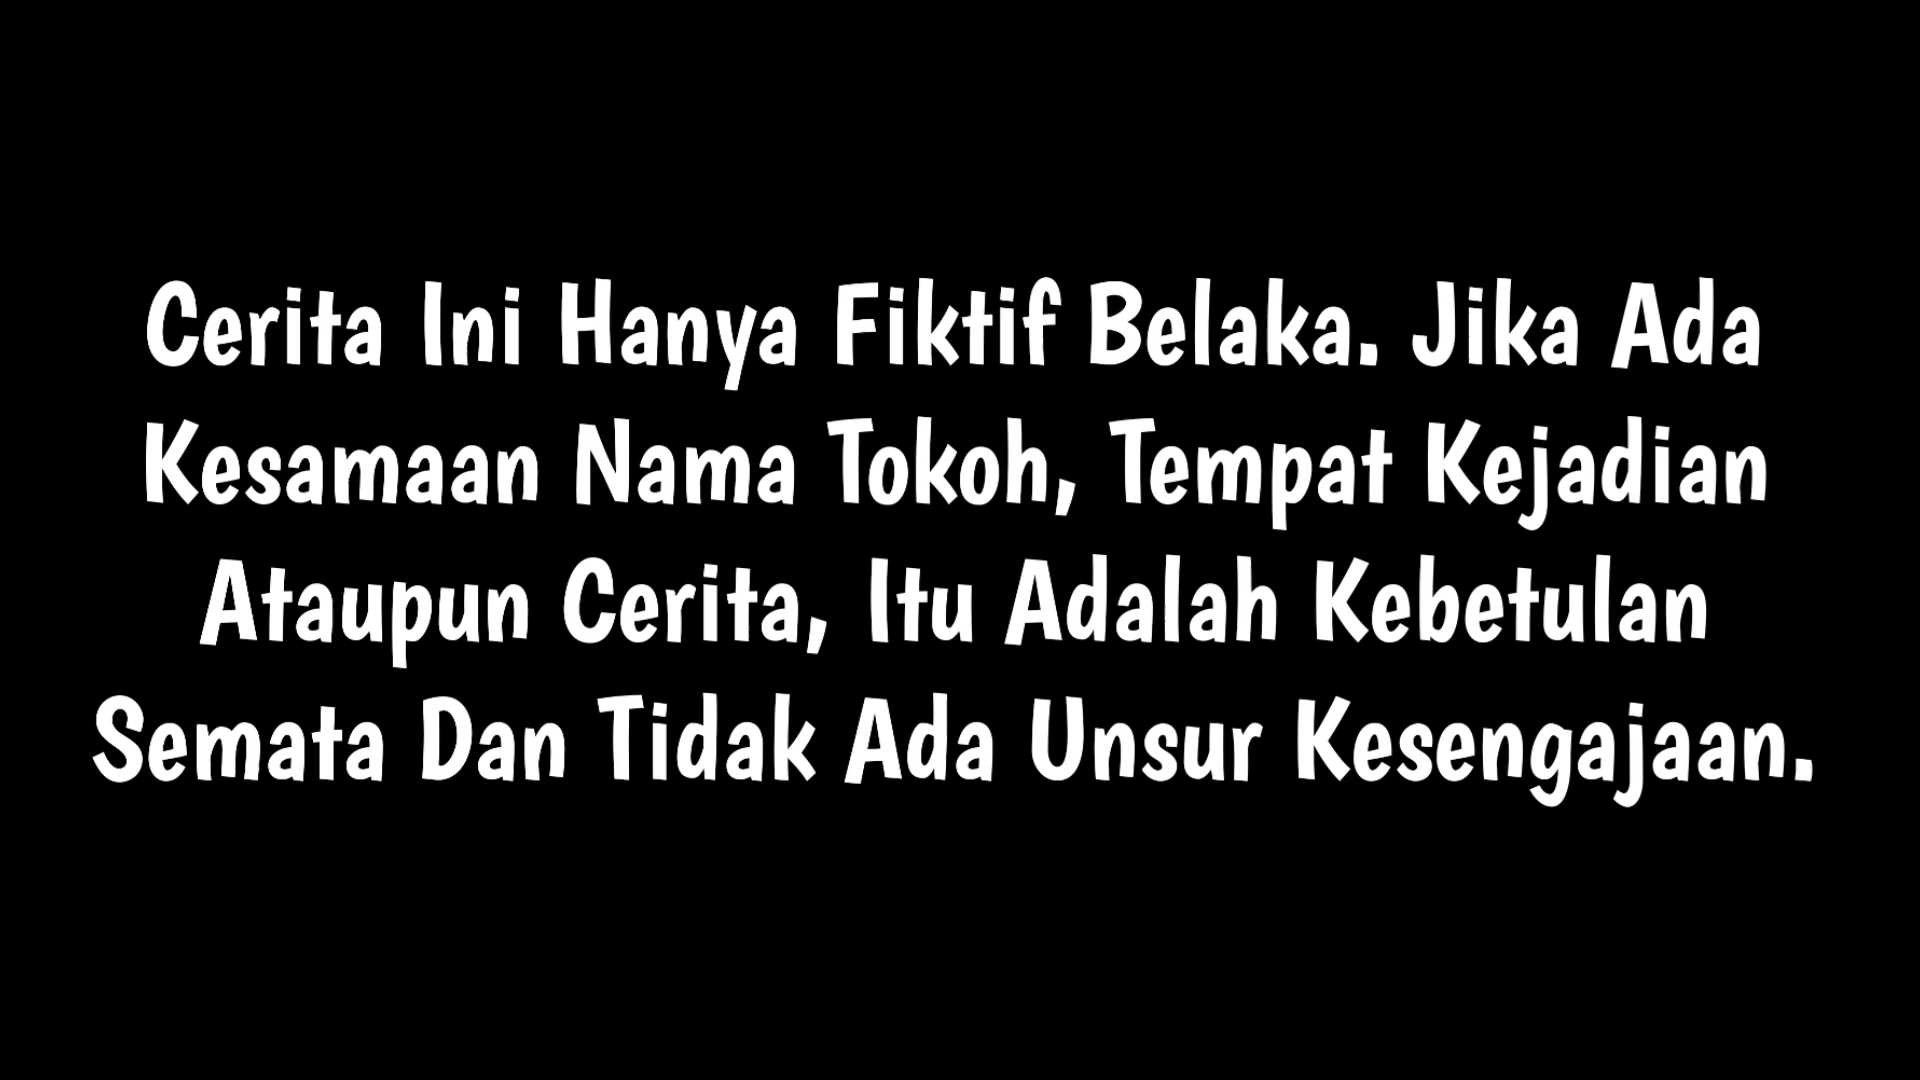 Cerita Ini Hanya Fiktif Belaka. Jika Ada
Kesamaan Nama Tokoh, Tempat Kejadian
Ataupun Cerita, Itu Adalah Kebetulan
Semata Dan Tidak Ada Unsur Kesengajaan.